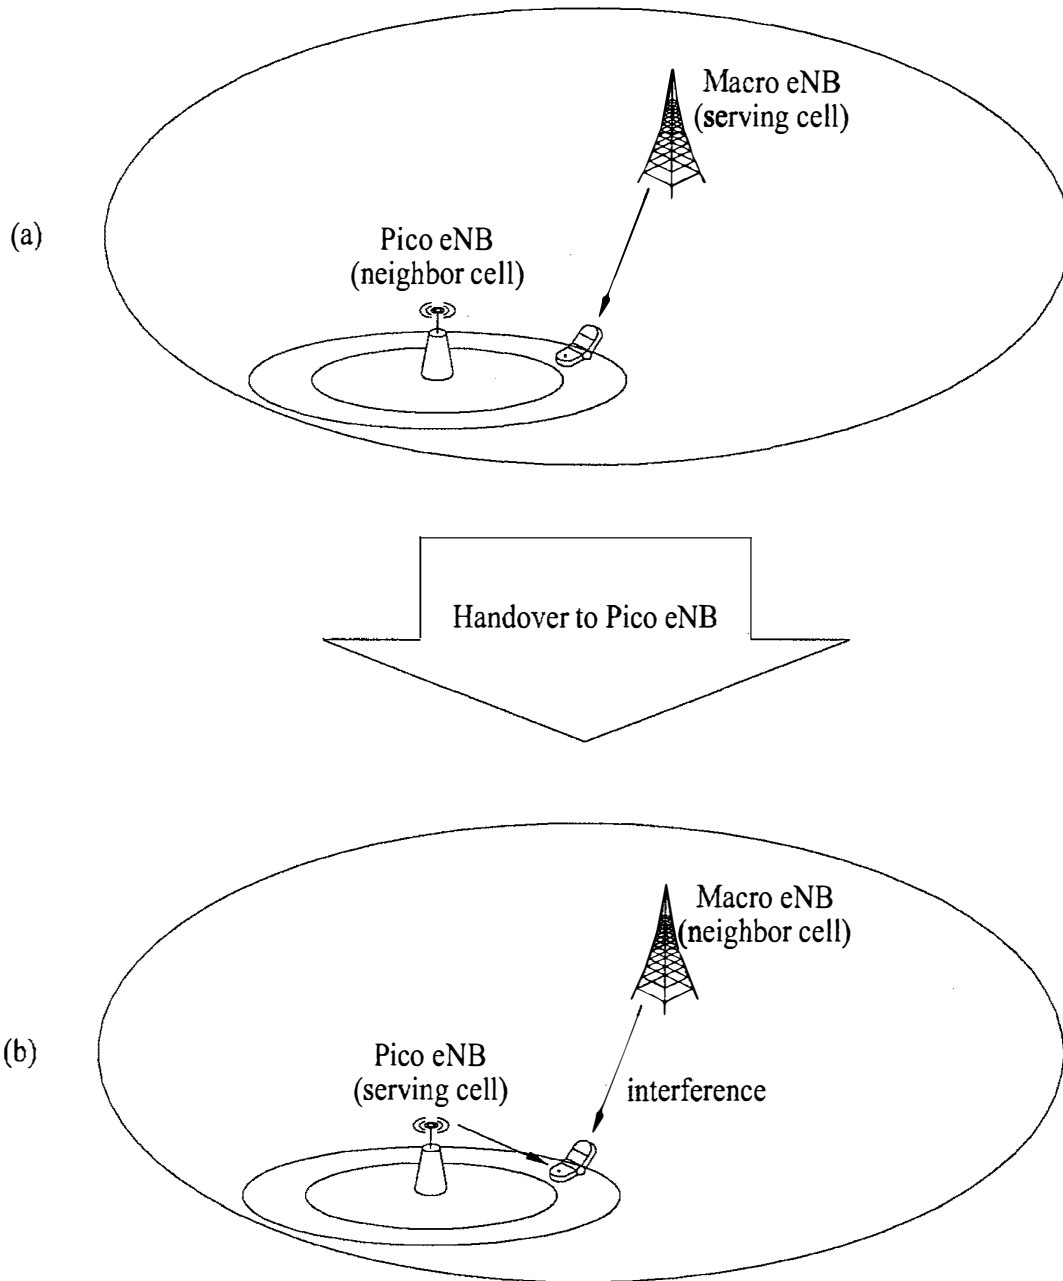 Macro eNB
(serving cell)
(a)
Pico eNB
(neighbor cell)
Handover to Pico eNB
Macro eNB
(neighbor cell)
(b)
Pico eNB
(serving cell)
interference